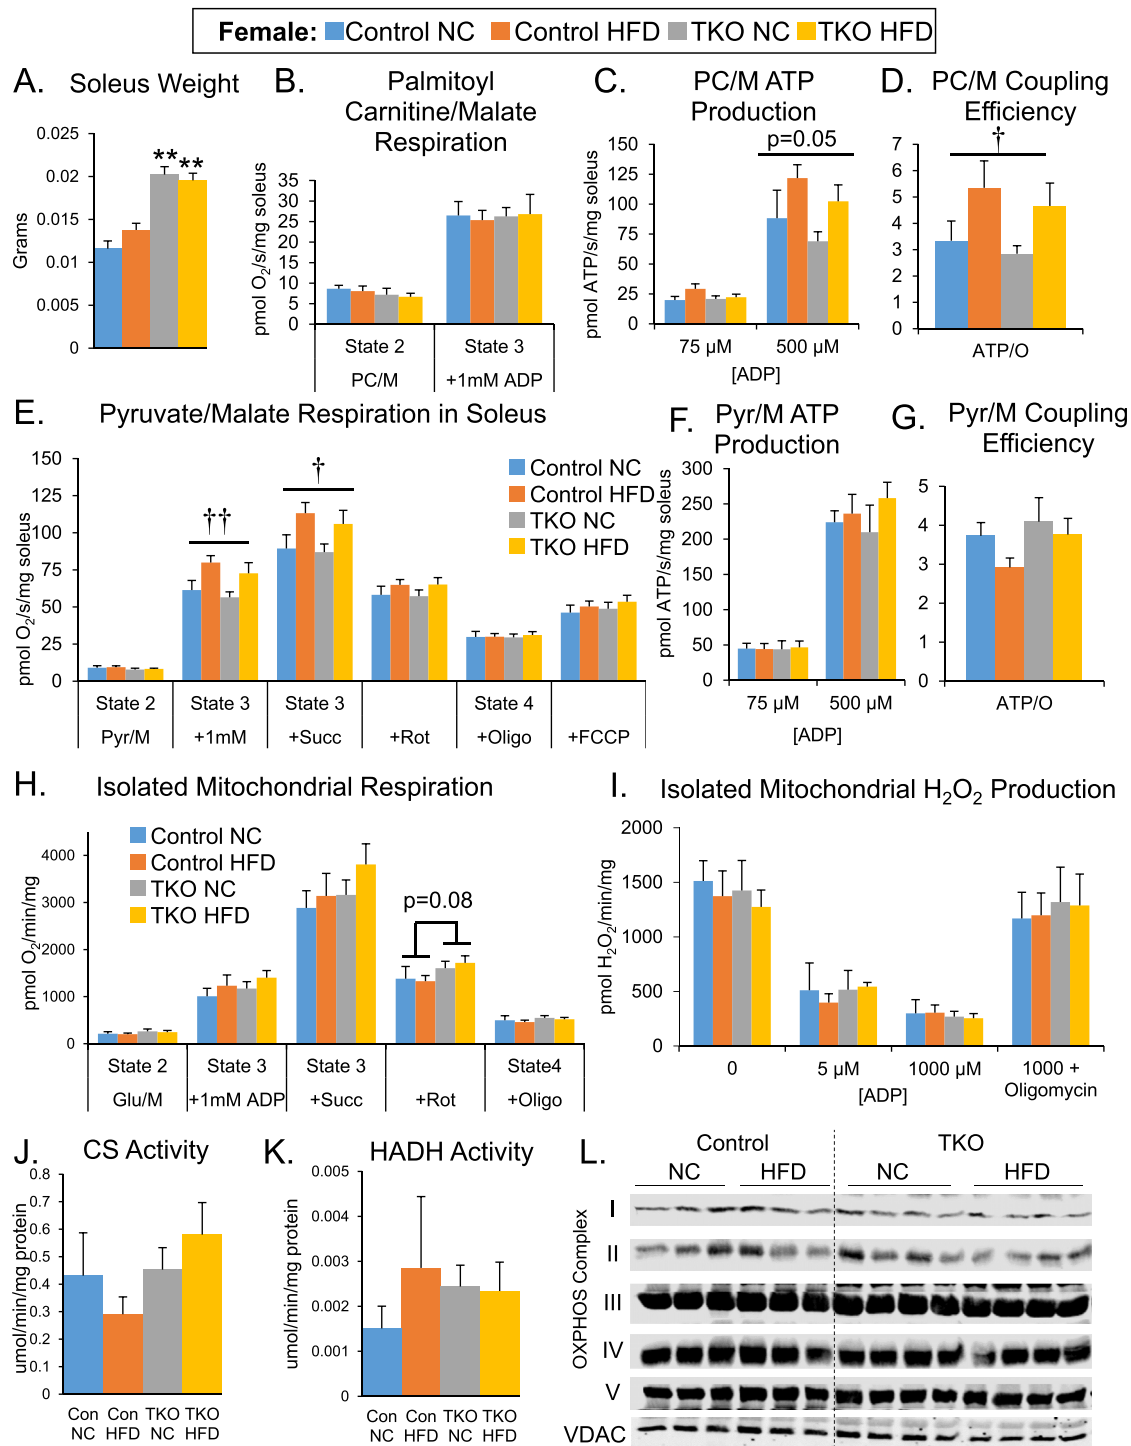 Female: Control NC Control HFD TKO NC TKO HFD
A. Soleus Weight
Grams
0.025
0.02
0.015
0.01
0.005
0
** **
B. Palmitoyl
Carnitine/Malate
Respiration
pmol O2/s/mg soleus
35
30
25
20
15
10
5
0
State 2 State 3
PC/M +1mM ADP
C. PC/M ATP
Production
p=0.05
pmol ATP/s/mg soleus
150
125
100
75
50
25
0
75 µM 500 µM
[ADP]
D. PC/M Coupling
Efficiency
†
7
6
5
4
3
2
1
0
ATP/O
E. Pyruvate/Malate Respiration in Soleus
pmol O2/s/mg soleus
150
125
100
75
50
25
0
††
†
Control NC
Control HFD
TKO NC
TKO HFD
State 2 State 3 State 3 State 4
Pyr/M +1mM +Succ +Rot +Oligo +FCCP
F. Pyr/M ATP
Production
pmol ATP/s/mg soleus
300
250
200
150
100
50
0
75 µM 500 µM
[ADP]
G. Pyr/M Coupling
Efficiency
5
4
3
2
1
0
ATP/O
H. Isolated Mitochondrial Respiration
pmol O2/min/mg
4000
3000
2000
1000
0
Control NC
Control HFD
TKO NC
TKO HFD
p=0.08
State 2 State 3 State 3 State4
Glu/M +1mM ADP +Succ +Rot +Oligo
I. Isolated Mitochondrial H2O2 Production
pmol H2O2/min/mg
2000
1500
1000
500
0
0 5 µM 1000 µM 1000 +
Oligomycin
[ADP]
J. CS Activity
umol/min/mg protein
0.8
0.7
0.6
0.5
0.4
0.3
0.2
0.1
0
Con Con TKO TKO
NC HFD NC HFD
K. HADH Activity
umol/min/mg protein
0.005
0.004
0.003
0.002
0.001
0
Con Con TKO TKO
NC HFD NC HFD
L. Control TKO
NC HFD NC HFD
OXPHOS Complex
I
II
III
IV
V
VDAC